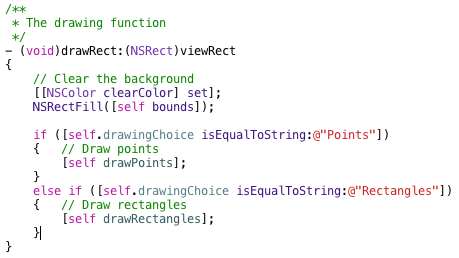 /**
 * The drawing function
 */
- (void)drawRect:(NSRect)viewRect
{
    // Clear the background
    [[NSColor clearColor] set];
    NSRectFill([self bounds]);

    if ([self.drawingChoice isEqualToString:@"Points"])
    {   // Draw points
        [self drawPoints];
    }
    else if ([self.drawingChoice isEqualToString:@"Rectangles"])
    {   // Draw rectangles
        [self drawRectangles];
    }
}